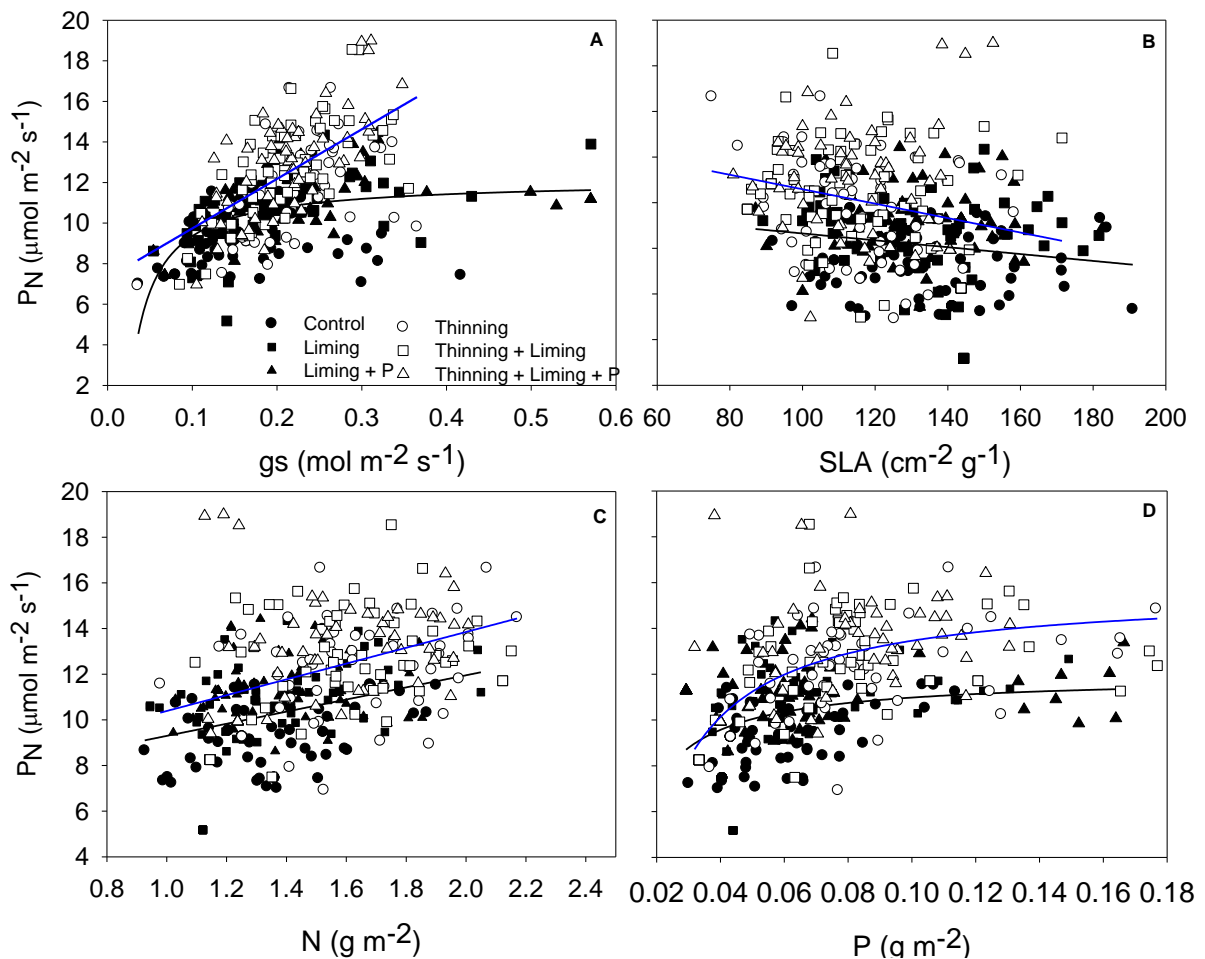 20
18
16
14
12
10
8
6
4
2
P_N (μmol m-2 s-1)
A
Control
Liming
Liming + P
Thinning
Thinning + Liming
Thinning + Liming + P
0.0 0.1 0.2 0.3 0.4 0.5 0.6
gs (mol m-2 s-1)
B
60 80 100 120 140 160 180 200
SLA (cm-2 g-1)
20
18
16
14
12
10
8
6
4
PN (μmol m-2 s-1)
C
0.8 1.0 1.2 1.4 1.6 1.8 2.0 2.2 2.4
N (g m-2)
D
0.02 0.04 0.06 0.08 0.10 0.12 0.14 0.16 0.18
P (g m-2)